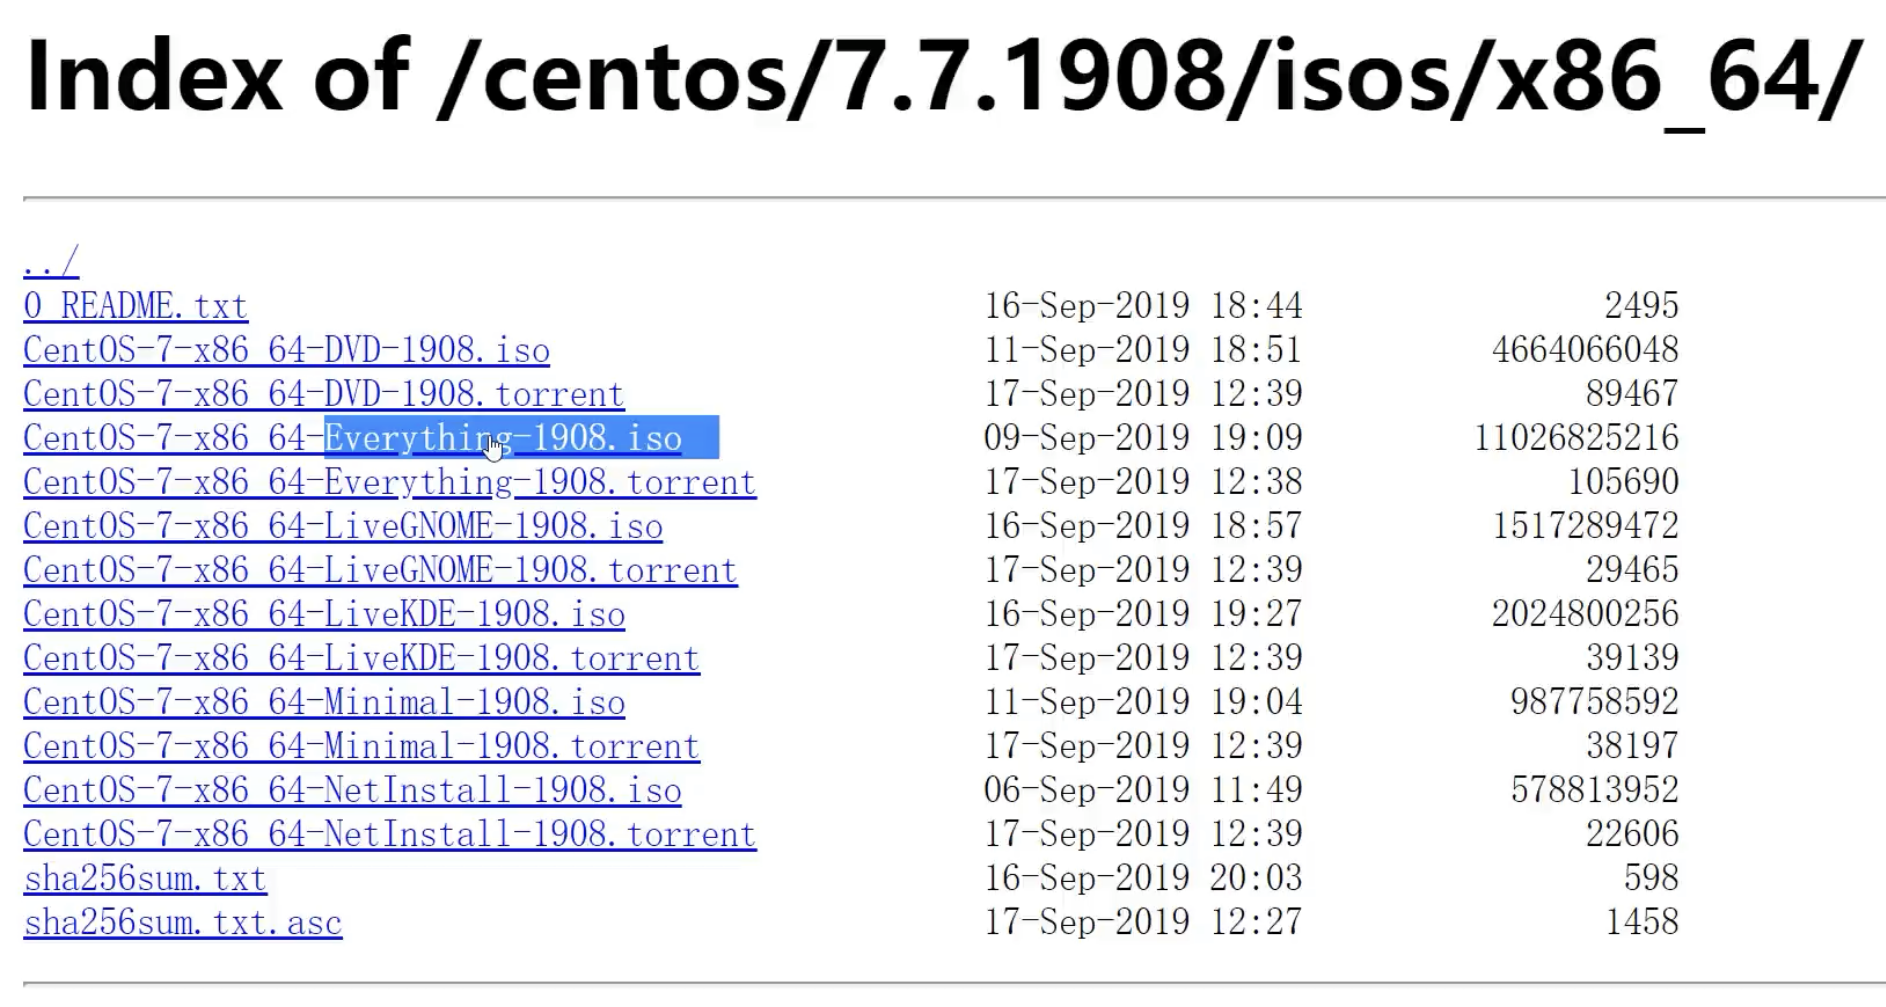 Index of /centos/7.7.1908/isos/x86_64/
../
0_README.txt 16-Sep-2019 18:44 2495
CentOS-7-x86_64-DVD-1908.iso 11-Sep-2019 18:51 4664066048
CentOS-7-x86_64-DVD-1908.torrent 17-Sep-2019 12:39 89467
CentOS-7-x86_64-Everything-1908.iso 09-Sep-2019 19:09 11026825216
CentOS-7-x86_64-Everything-1908.torrent 17-Sep-2019 12:38 105690
CentOS-7-x86_64-LiveGNOME-1908.iso 16-Sep-2019 18:57 1517289472
CentOS-7-x86_64-LiveGNOME-1908.torrent 17-Sep-2019 12:39 29465
CentOS-7-x86_64-LiveKDE-1908.iso 16-Sep-2019 19:27 2024800256
CentOS-7-x86_64-LiveKDE-1908.torrent 17-Sep-2019 12:39 39139
CentOS-7-x86_64-Minimal-1908.iso 11-Sep-2019 19:04 987758592
CentOS-7-x86_64-Minimal-1908.torrent 17-Sep-2019 12:39 38197
CentOS-7-x86_64-NetInstall-1908.iso 06-Sep-2019 11:49 578813952
CentOS-7-x86_64-NetInstall-1908.torrent 17-Sep-2019 12:39 22606
sha256sum.txt 16-Sep-2019 20:03 598
sha256sum.txt.asc 17-Sep-2019 12:27 1458